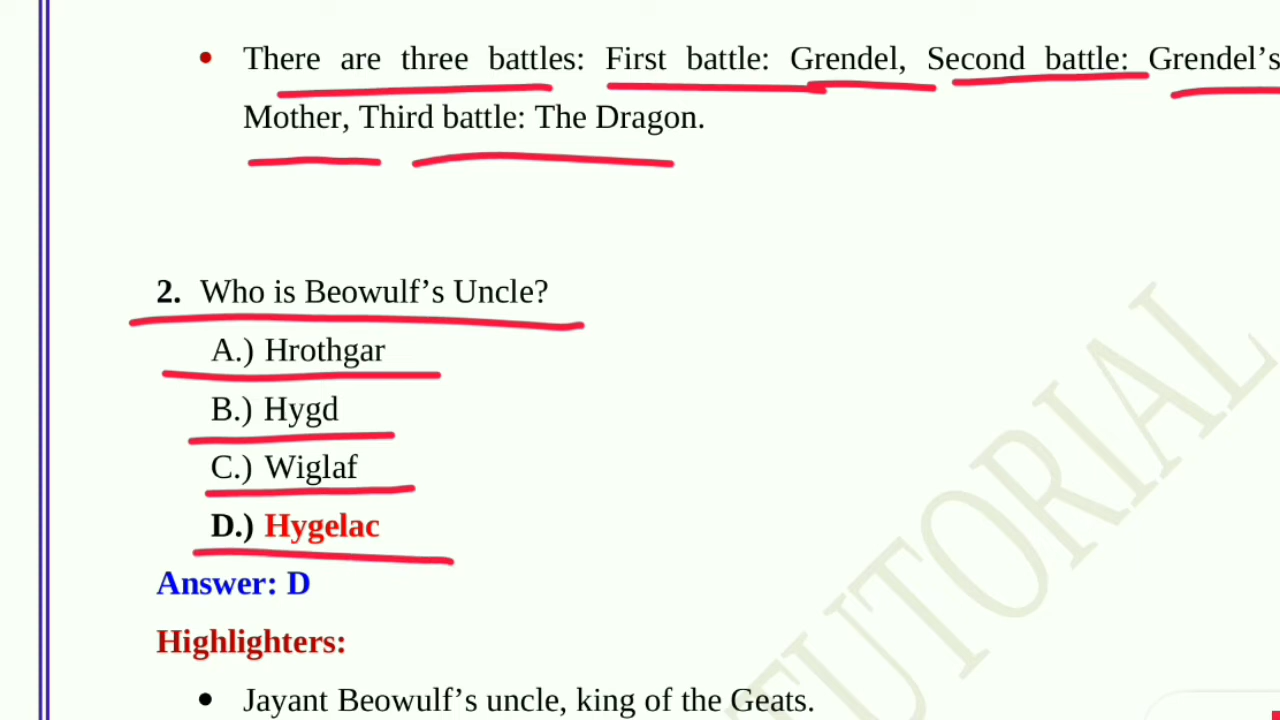 • There are three battles: First battle: Grendel, Second battle: Grendel’s
Mother, Third battle: The Dragon.
2. Who is Beowulf’s Uncle?
A.) Hrothgar
B.) Hygd
C.) Wiglaf
D.) Hygelac
Answer: D
Highlighters:
• Jayant Beowulf’s uncle, king of the Geats.
TUTORIAL